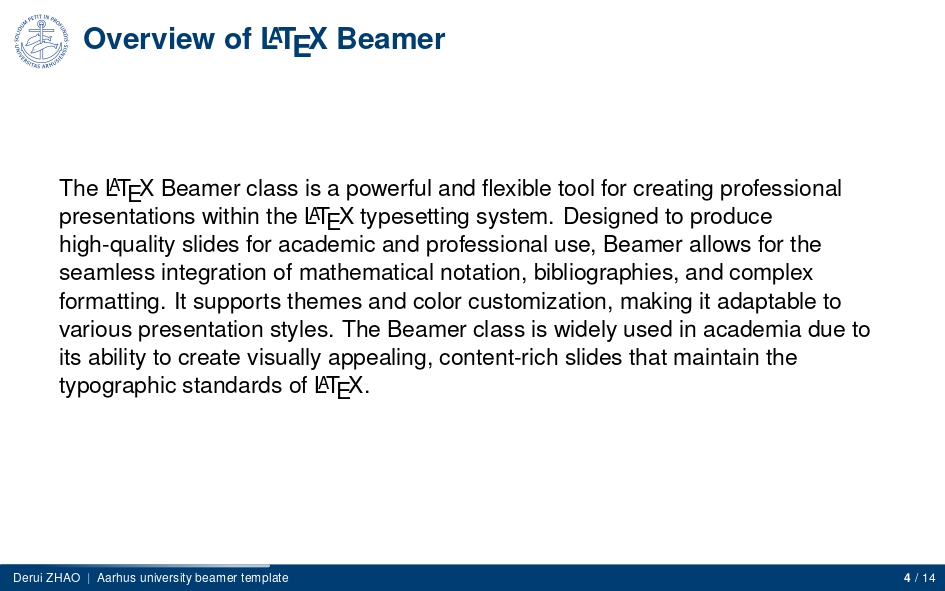 SOLIDUM PETIT IN PROFUNDIS
UNIVERSITAS ARHUSIENSIS
Overview of LATEX Beamer
The LATEX Beamer class is a powerful and flexible tool for creating professional
presentations within the LATEX typesetting system. Designed to produce
high-quality slides for academic and professional use, Beamer allows for the
seamless integration of mathematical notation, bibliographies, and complex
formatting. It supports themes and color customization, making it adaptable to
various presentation styles. The Beamer class is widely used in academia due to
its ability to create visually appealing, content-rich slides that maintain the
typographic standards of LATEX.
Derui ZHAO | Aarhus university beamer template
4 / 14